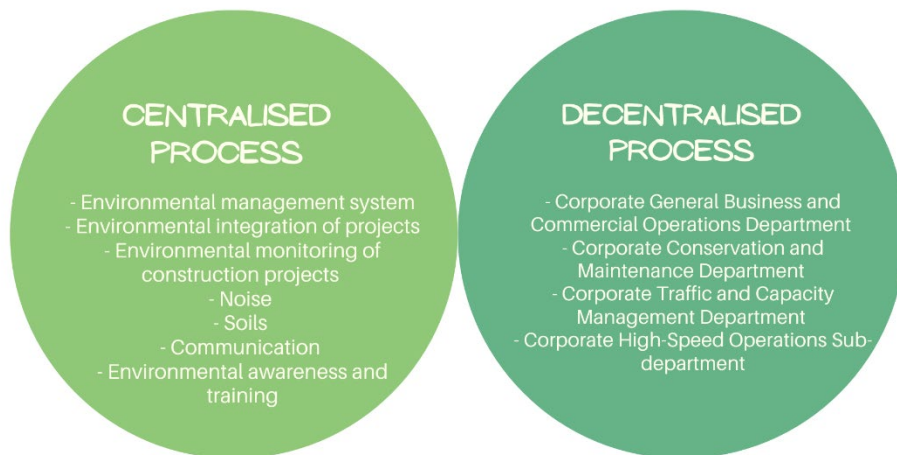 CENTRALISED
PROCESS
- Environmental management system
- Environmental integration of projects
- Environmental monitoring of
construction projects
- Noise
- Soils
- Communication
- Environmental awareness and
training
DECENTRALISED
PROCESS
- Corporate General Business and
Commercial Operations Department
- Corporate Conservation and
Maintenance Department
- Corporate Traffic and Capacity
Management Department
- Corporate High-Speed Operations Sub-
department